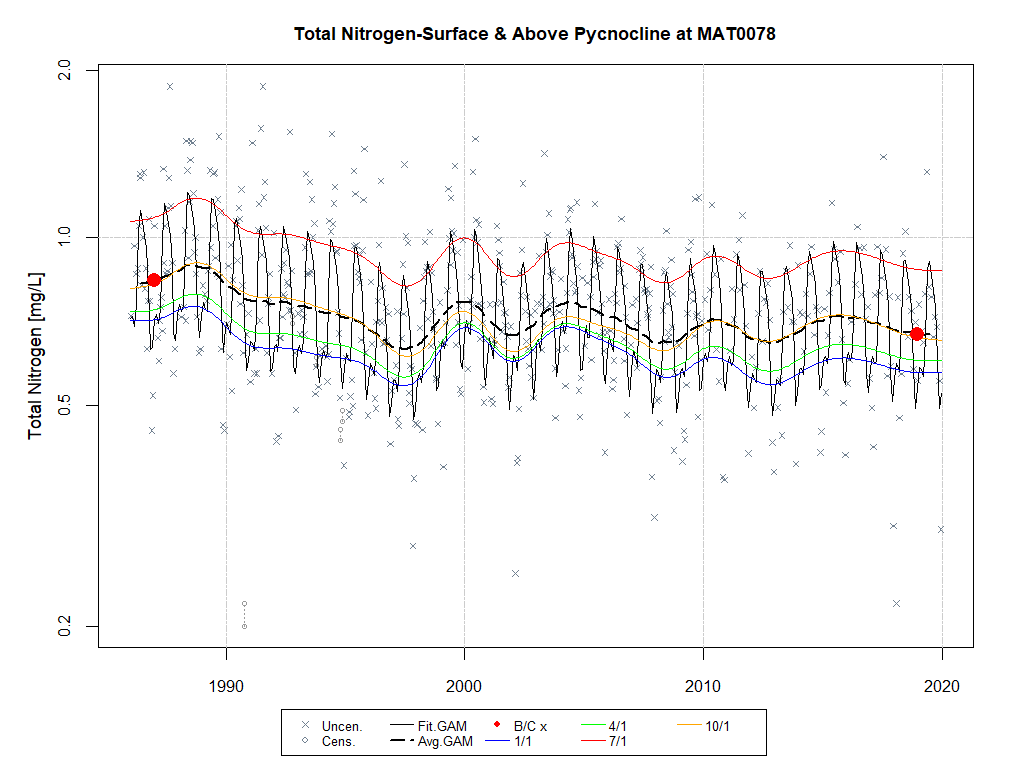 Total Nitrogen-Surface & Above Pycnocline at MAT0078
Total Nitrogen [mg/L]
2.0
1.0
0.5
0.2
1990 2000 2010 2020
Uncen. Fit.GAM B/C x 4/1 10/1
Cens. Avg.GAM 1/1 7/1